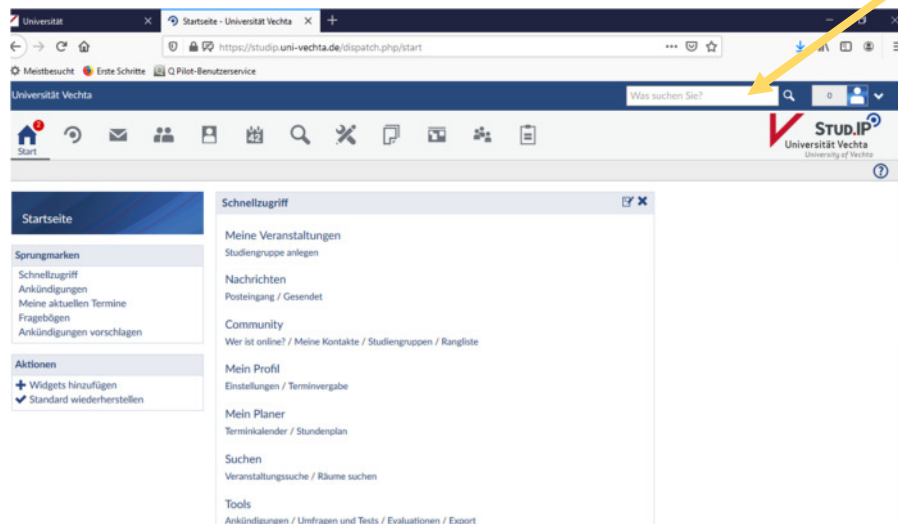 Universität
Startseite - Universität Vechta
https://studip.uni-vechta.de/dispatch.php/start
Meistbesucht Erste Schritte Q Pilot-Benutzerservice
Universität Vechta
Was suchen Sie?
0
2
42
Start
STUD.IP
Universität Vechta
University of Vechta
Startseite
Sprungmarken
Schnellzugriff
Ankündigungen
Meine aktuellen Termine
Fragebögen
Ankündigungen vorschlagen
Aktionen
Widgets hinzufügen
Standard wiederherstellen
Schnellzugriff
Meine Veranstaltungen
Studiengruppe anlegen
Nachrichten
Posteingang / Gesendet
Community
Wer ist online? / Meine Kontakte / Studiengruppen / Rangliste
Mein Profil
Einstellungen / Terminvergabe
Mein Planer
Terminkalender / Stundenplan
Suchen
Veranstaltungssuche / Räume suchen
Tools
Ankündigungen / Umfragen und Tests / Evaluationen / Export